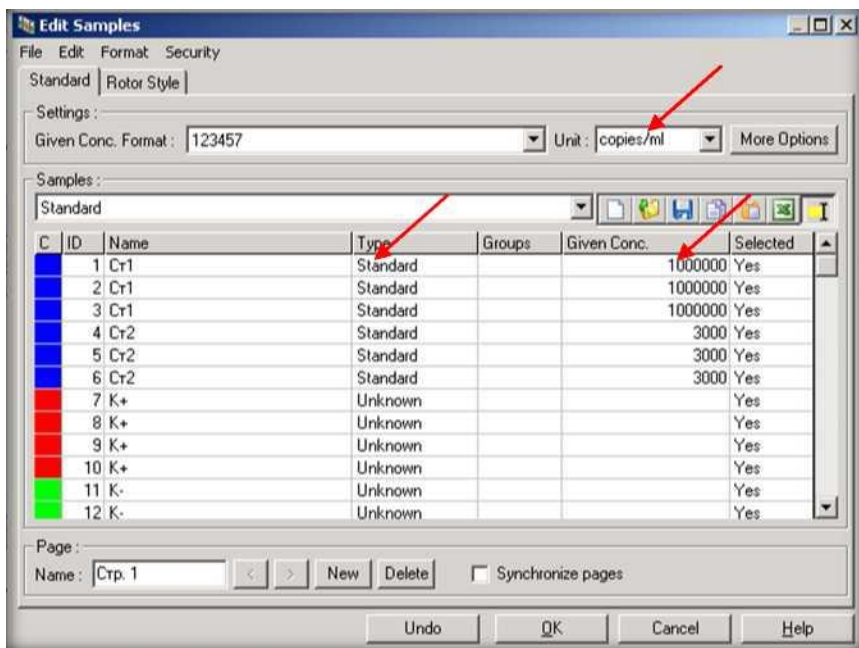 Edit Samples
File Edit Format Security
Standard Rotor Style
Settings :
Given Conc. Format : 123457 Unit : copies/ml More Options
Samples :
Standard
C ID Name Type Groups Given Conc. Selected
1 Ст1 Standard 1000000 Yes
2 Ст1 Standard 1000000 Yes
3 Ст1 Standard 1000000 Yes
4 Ст2 Standard 3000 Yes
5 Ст2 Standard 3000 Yes
6 Ст2 Standard 3000 Yes
7 К+ Unknown Yes
8 К+ Unknown Yes
9 К+ Unknown Yes
10 К+ Unknown Yes
11 К- Unknown Yes
12 К- Unknown Yes
Page :
Name : Стр. 1 < > New Delete Synchronize pages
Undo OK Cancel Help